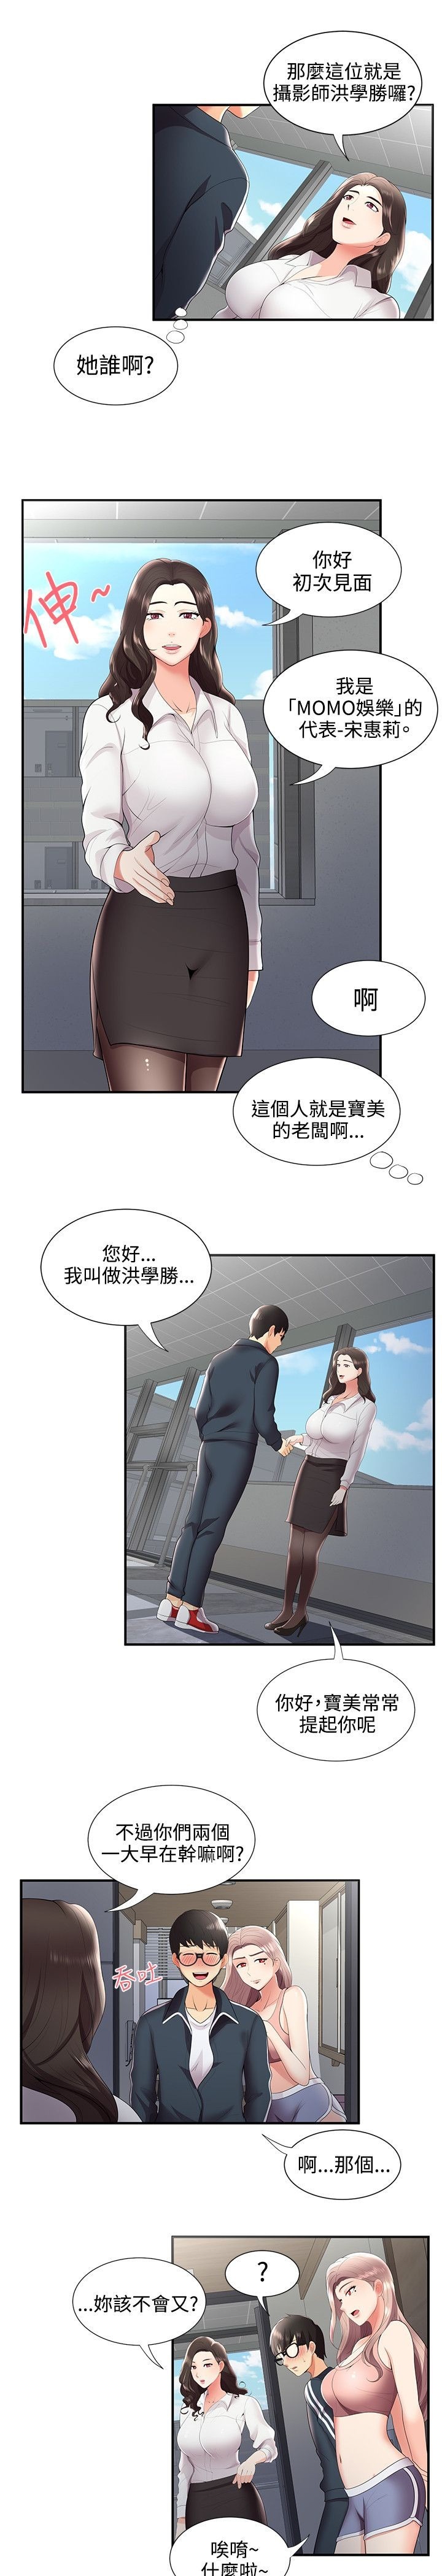 那麼這位就是
攝影師洪學勝囉?
她誰啊?
伸~
你好
初次見面
我是
「MOMO娛樂」的
代表-宋惠莉。
啊
這個人就是寶美
的老闆啊...
您好...
我叫做洪學勝...
你好，寶美常常
提起你呢
不過你們兩個
一大早在幹嘛啊?
吞吐
啊...那個...
?
...妳該不會又?
唉唷~
什麼啦~